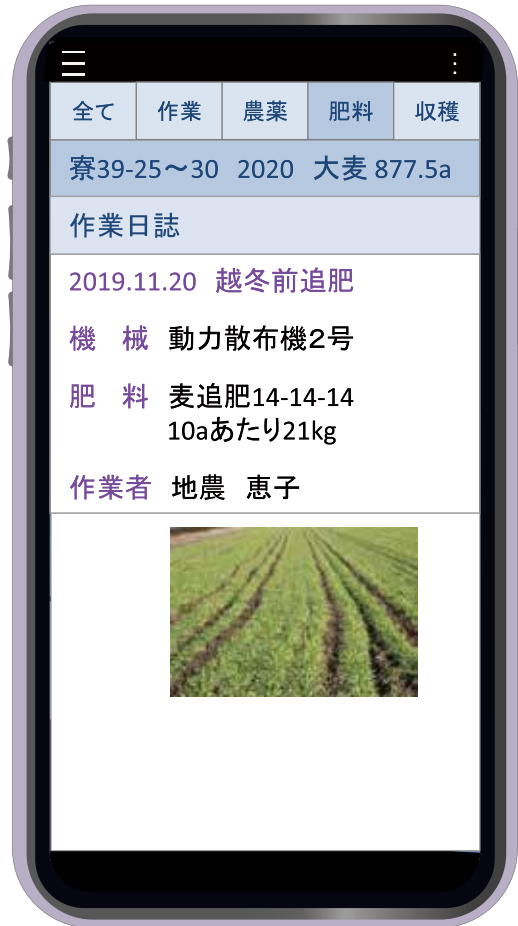 全て 作業 農薬 肥料 収穫
寮39-25～30 2020 大麦 877.5a
作業日誌
2019.11.20 越冬前追肥
機　械 動力散布機２号
肥　料 麦追肥14-14-14
10aあたり21kg
作業者 地農　恵子